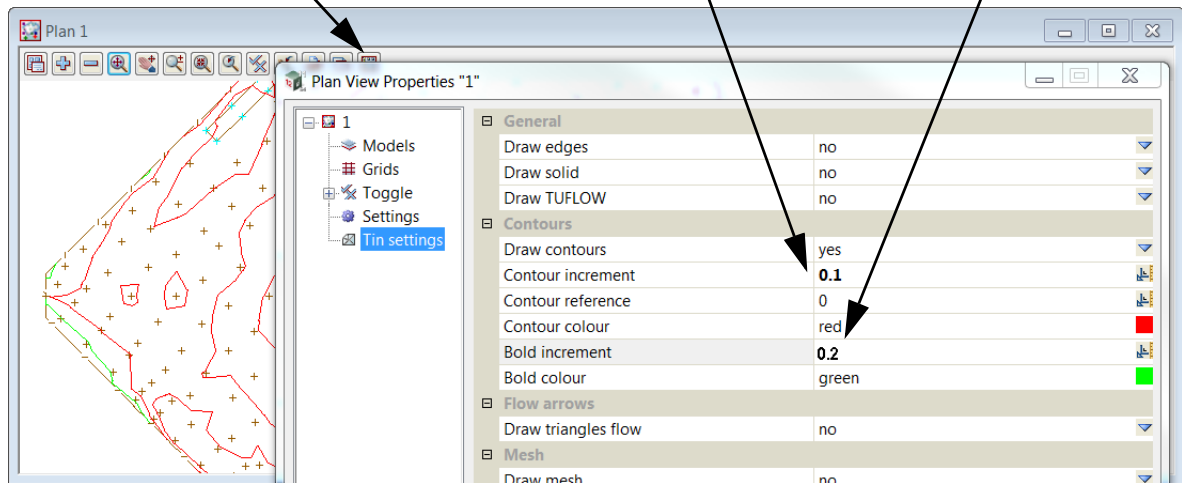 Plan 1
Plan View Properties "1"
1
Models
Grids
Toggle
Settings
Tin settings
General
Draw edges no
Draw solid no
Draw TUFLOW no
Contours
Draw contours yes
Contour increment 0.1
Contour reference 0
Contour colour red
Bold increment 0.2
Bold colour green
Flow arrows
Draw triangles flow no
Mesh
Draw mesh no